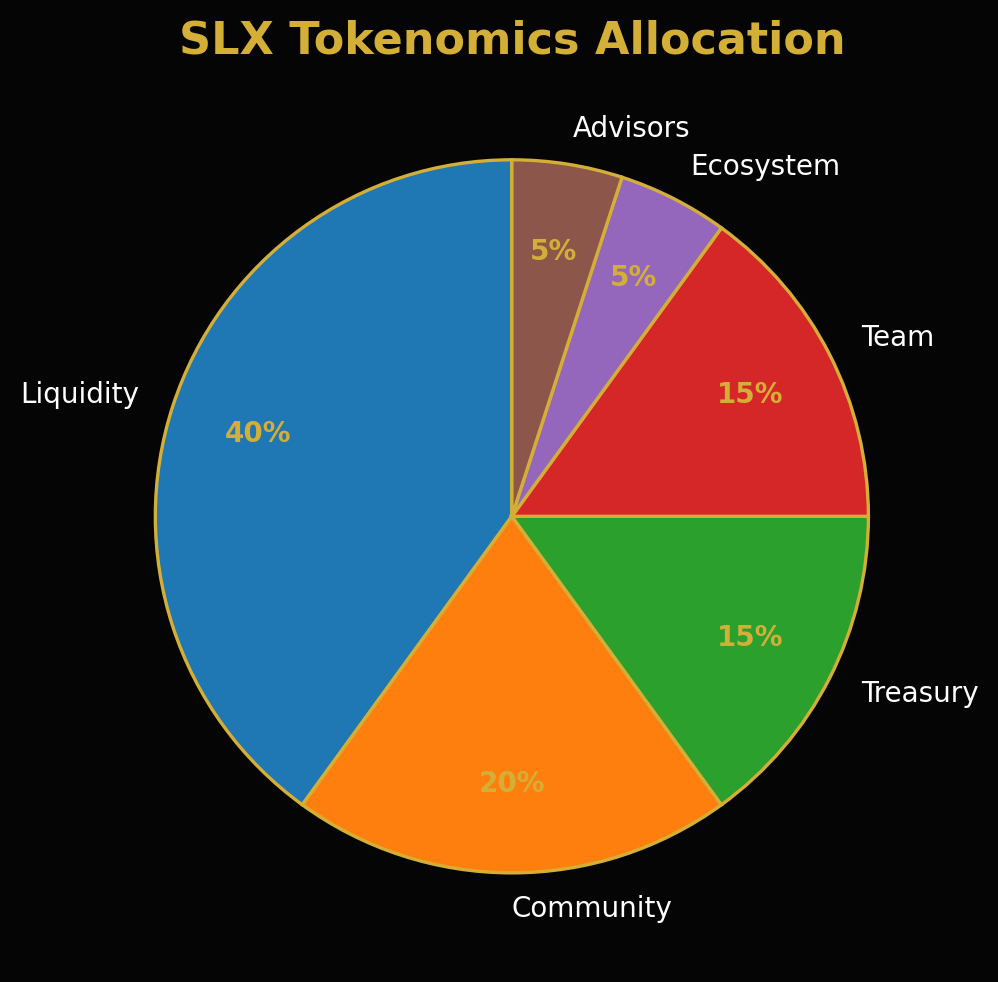 SLX Tokenomics Allocation
Advisors
Ecosystem
5%
5%
Team
Liquidity
15%
40%
15%
Treasury
20%
Community